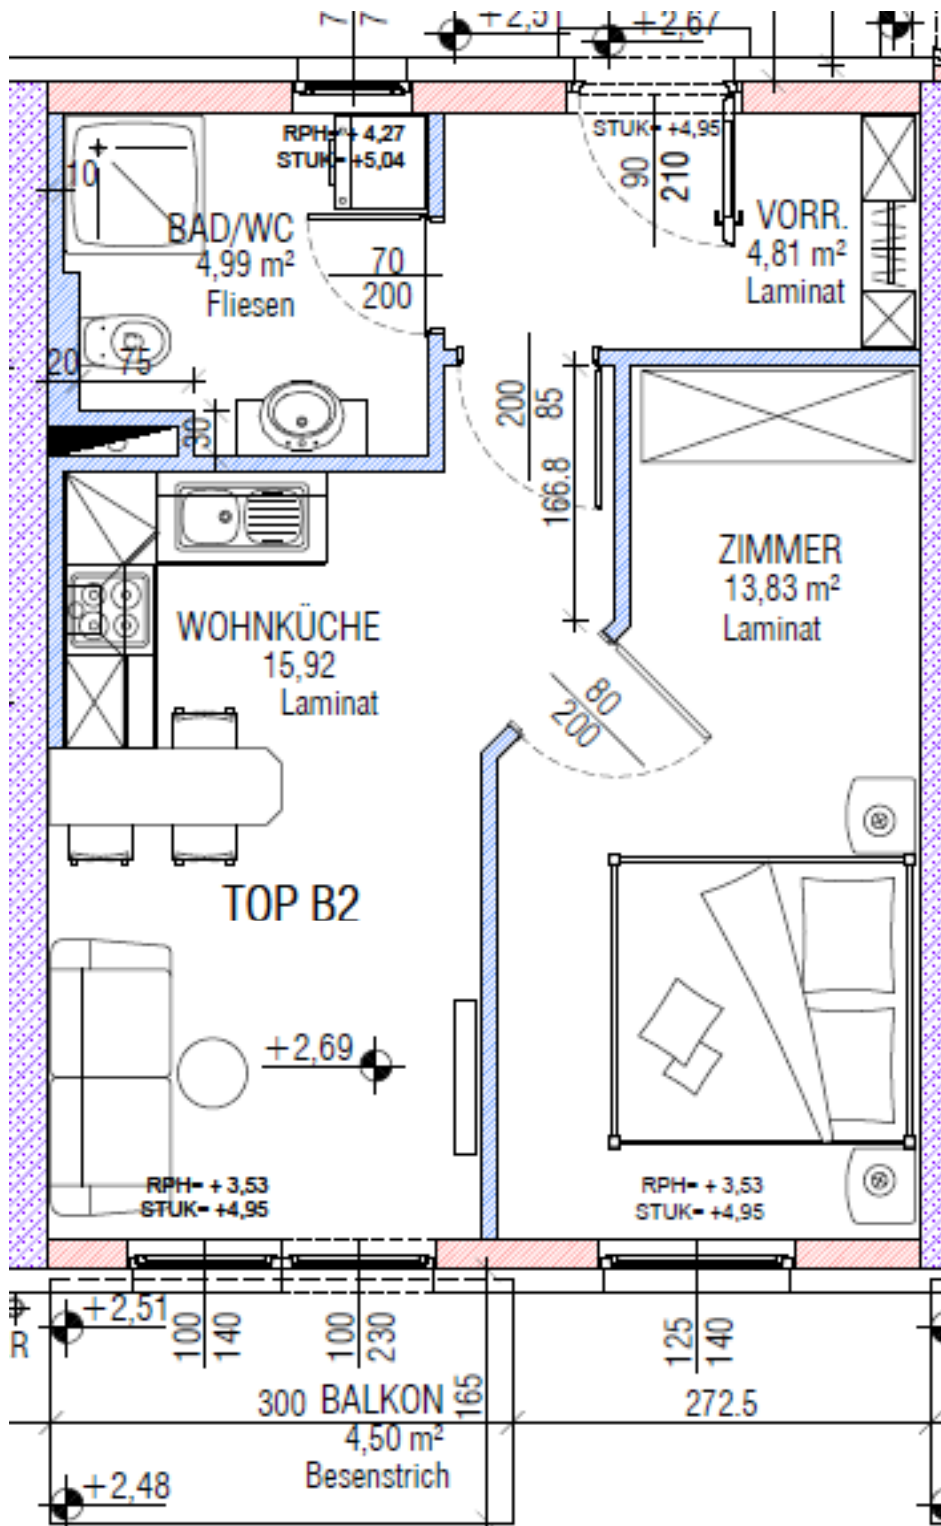 7
7
+2,51
+2,67
RPH= + 4,27
STUK= +5,04
STUK= +4,95
10
90
210
BAD/WC
4,99 m²
Fliesen
70
200
VORR.
4,81 m²
Laminat
20
75
30
200
85
166.8
ZIMMER
13,83 m²
Laminat
WOHNKÜCHE
15,92
Laminat
80
200
TOP B2
+2,69
RPH= + 3,53
STUK= +4,95
RPH= + 3,53
STUK= +4,95
+2,51
R
100
140
100
230
125
140
165
300
BALKON
4,50 m²
Besenstrich
272.5
+2,48